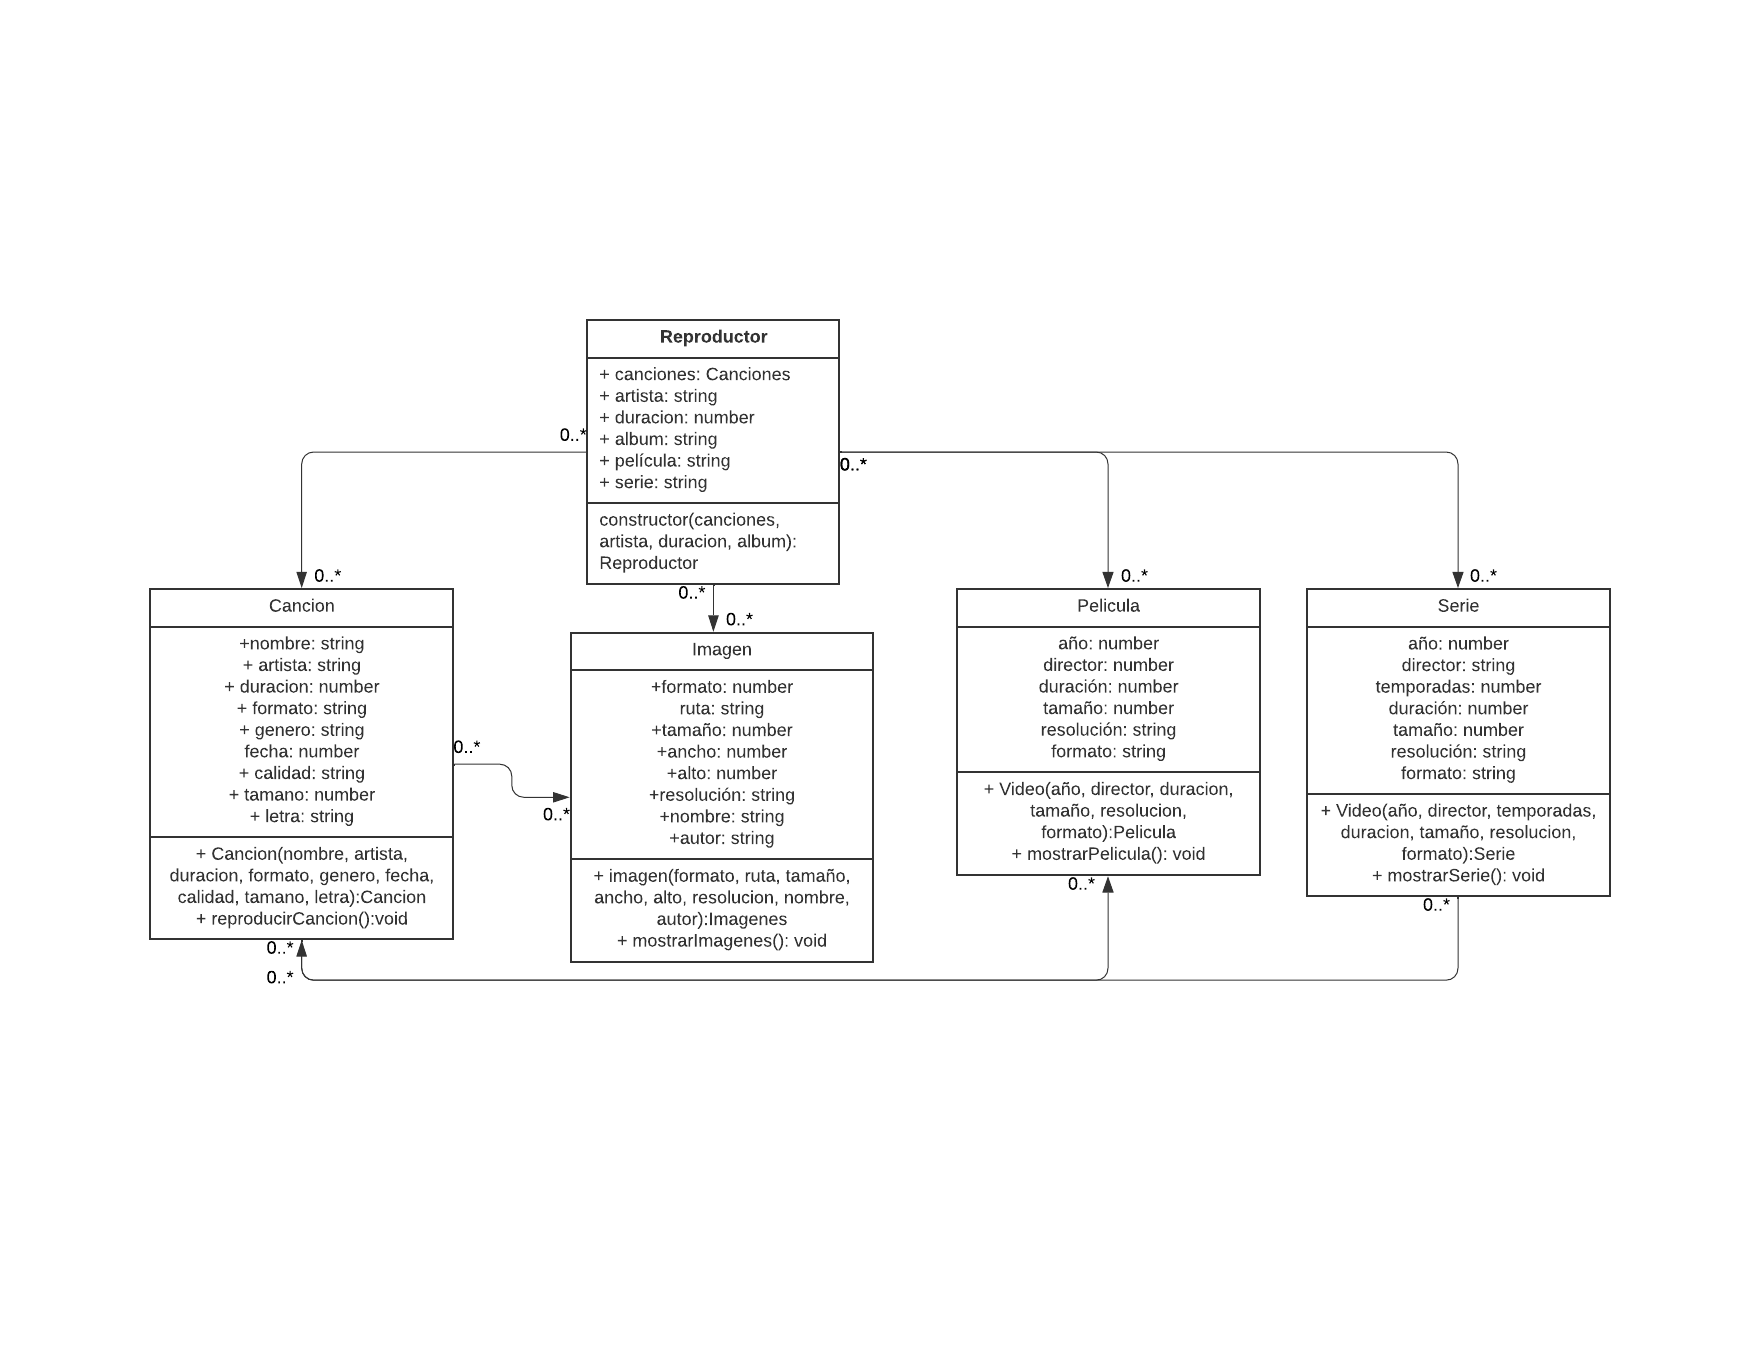 Reproductor
+ canciones: Canciones
+ artista: string
+ duracion: number
+ album: string
+ película: string
+ serie: string
constructor(canciones,
artista, duracion, album):
Reproductor
0..*
0..*
0..*
0..*
0..*
0..*
0..*
Cancion
+nombre: string
+ artista: string
+ duracion: number
+ formato: string
+ genero: string
fecha: number
+ calidad: string
+ tamano: number
+ letra: string
+ Cancion(nombre, artista,
duracion, formato, genero, fecha,
calidad, tamano, letra):Cancion
+ reproducirCancion():void
0..*
0..*
0..*
0..*
Imagen
+formato: number
ruta: string
+tamaño: number
+ancho: number
+alto: number
+resolución: string
+nombre: string
+autor: string
+ imagen(formato, ruta, tamaño,
ancho, alto, resolucion, nombre,
autor):Imagenes
+ mostrarImagenes(): void
Pelicula
año: number
director: number
duración: number
tamaño: number
resolución: string
formato: string
+ Video(año, director, duracion,
tamaño, resolucion,
formato):Pelicula
+ mostrarPelicula(): void
0..*
Serie
año: number
director: string
temporadas: number
duración: number
tamaño: number
resolución: string
formato: string
+ Video(año, director, temporadas,
duracion, tamaño, resolucion,
formato):Serie
+ mostrarSerie(): void
0..*